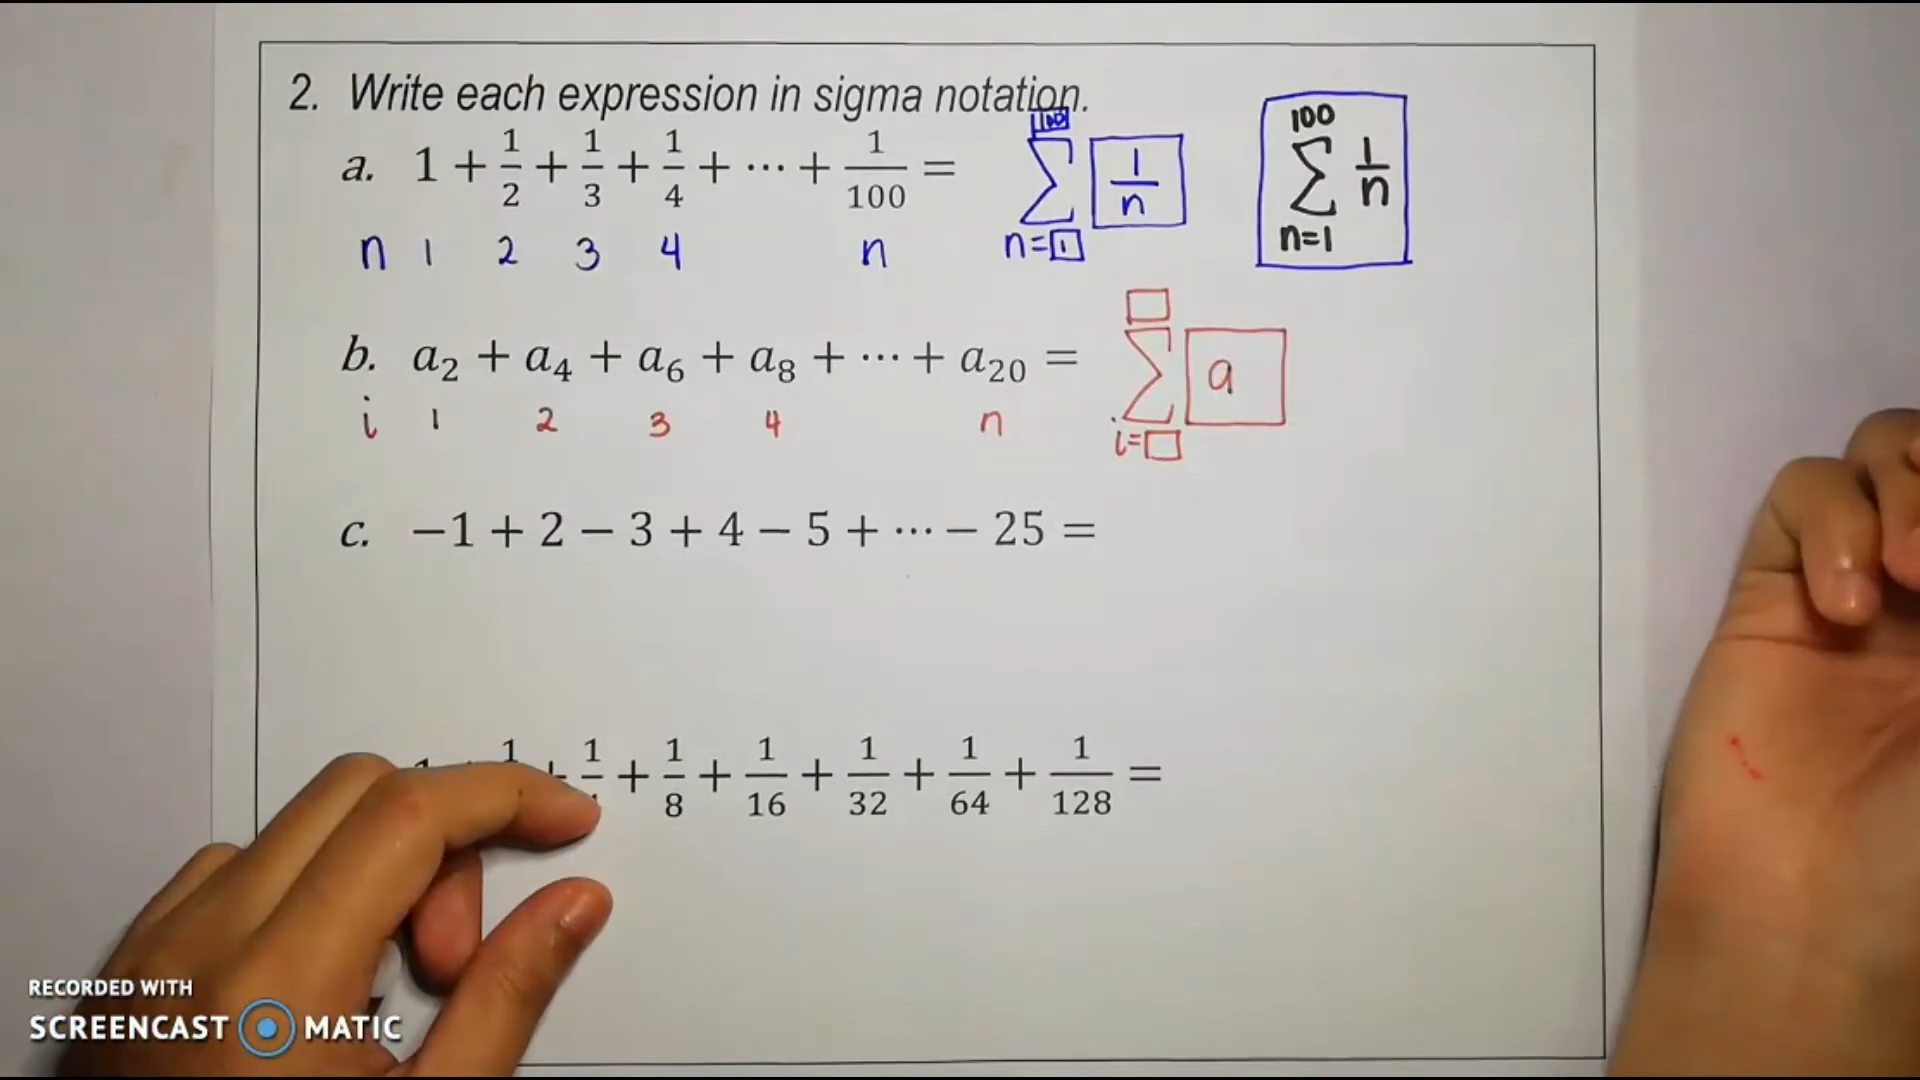 2. Write each expression in sigma notation.
a. 1 + 1/2 + 1/3 + 1/4 + ⋯ + 1/100 =
100 ∑ n=1 1/n
100 ∑ n=1 1/n
n 1 2 3 4 n
b. a₂ + a₄ + a₆ + a₈ + ⋯ + a₂₀ =
∑ i= a
i 1 2 3 4 n
c. −1 + 2 − 3 + 4 − 5 + ⋯ − 25 =
+ 1/8 + 1/16 + 1/32 + 1/64 + 1/128 =
RECORDED WITH
SCREENCAST MATIC